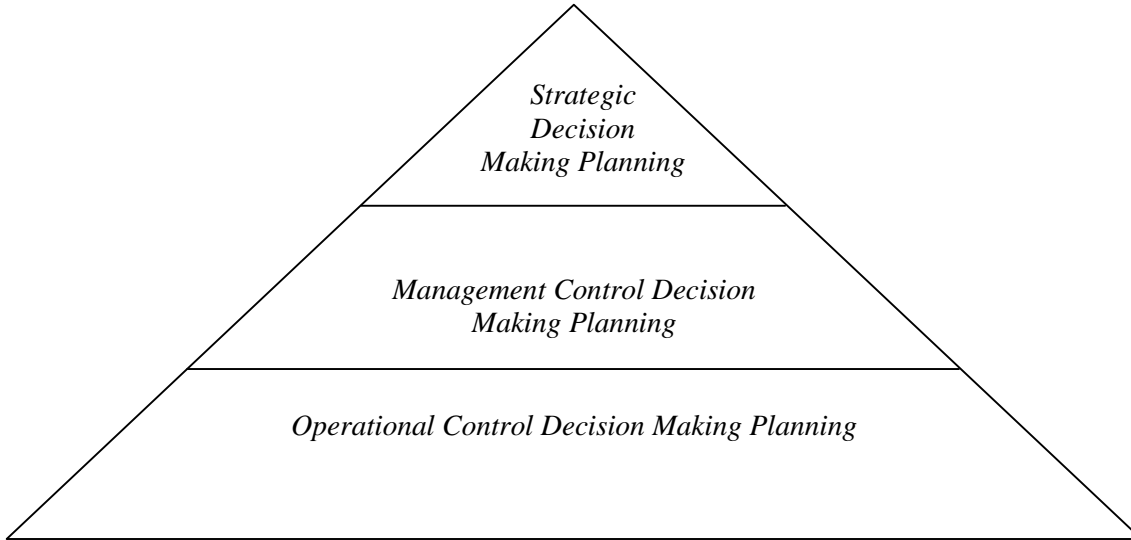 Strategic
Decision
Making Planning
Management Control Decision
Making Planning
Operational Control Decision Making Planning